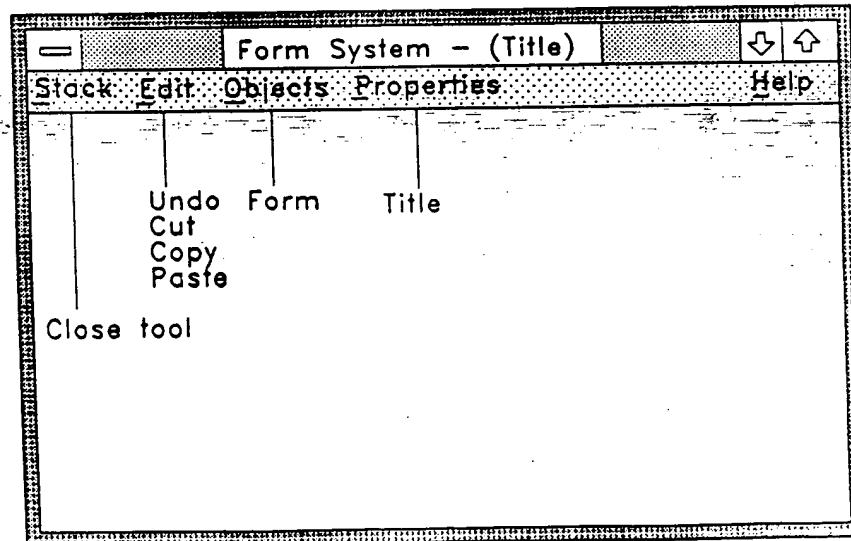 Form System - (Title)
Stack Edit Objects Properties Help
Undo Form Title
Cut
Copy
Paste
Close tool